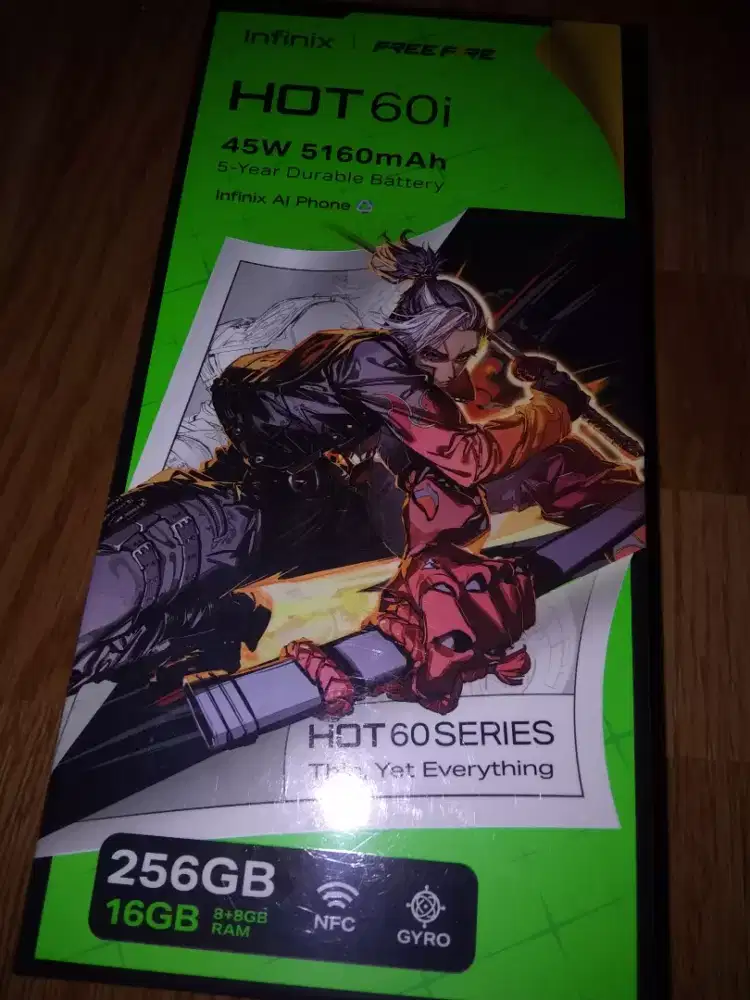 Infinix | FREE FIRE
HOT 60i
45W 5160mAh
5-Year Durable Battery
Infinix AI Phone
HOT 60 SERIES
Yet Everything
256GB
16GB 8+8GB RAM
NFC
GYRO